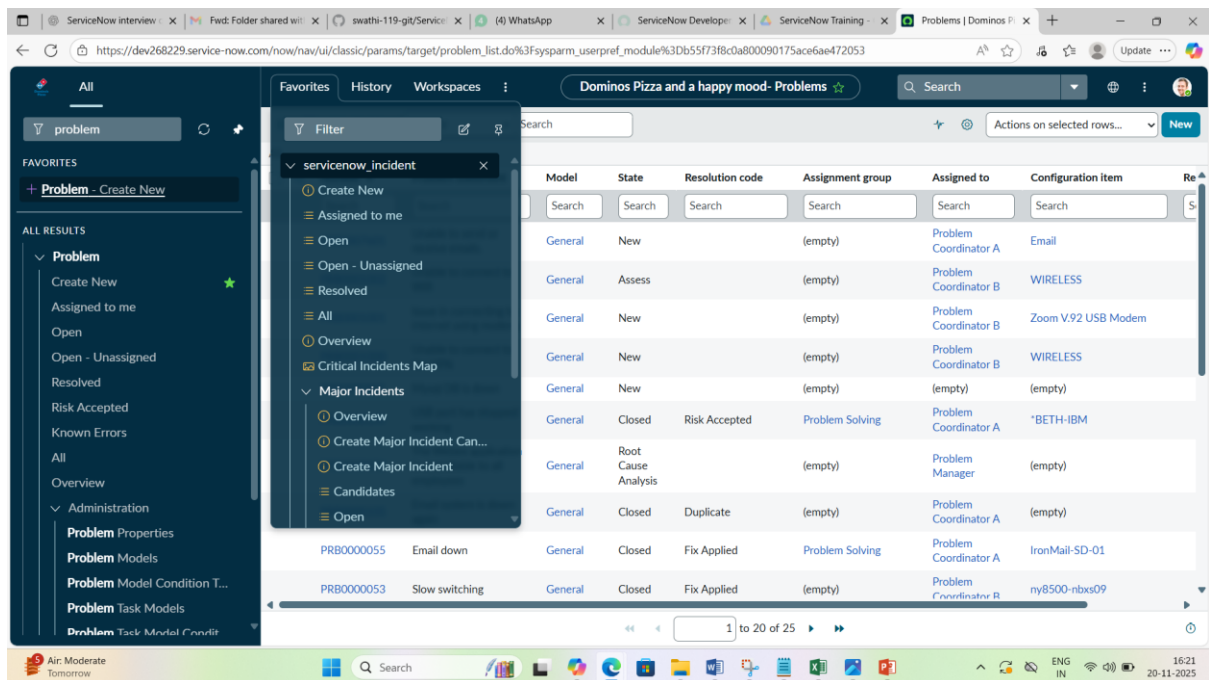 ServiceNow interview
Fwd: Folder shared wit
swathi-119-git/Service
(4) WhatsApp
ServiceNow Developer
ServiceNow Training -
Problems | Dominos Pi
https://dev268229.service-now.com/now/nav/ui/classic/params/target/problem_list.do%3Fsysparm_userpref_module%3Db55f73f8c0a800090175ace6ae472053
Update
All
Favorites History Workspaces
Dominos Pizza and a happy mood- Problems
Search
problem
Filter
Search
Actions on selected rows...
New
FAVORITES
Problem - Create New
ALL RESULTS
Problem
Create New
Assigned to me
Open
Open - Unassigned
Resolved
Risk Accepted
Known Errors
All
Overview
Administration
Problem Properties
Problem Models
Problem Model Condition T...
Problem Task Models
Problem Task Model Condit
servicenow_incident
Create New
Assigned to me
Open
Open - Unassigned
Resolved
All
Overview
Critical Incidents Map
Major Incidents
Overview
Create Major Incident Can...
Create Major Incident
Candidates
Open
Model State Resolution code Assignment group Assigned to Configuration item Re
Search Search Search Search Search Search S
General New (empty) Problem Coordinator A Email
General Assess (empty) Problem Coordinator B WIRELESS
General New (empty) Problem Coordinator B Zoom V.92 USB Modem
General New (empty) Problem Coordinator B WIRELESS
General New (empty) (empty) (empty)
General Closed Risk Accepted Problem Solving Problem Coordinator A *BETH-IBM
General Root Cause Analysis (empty) Problem Manager (empty)
General Closed Duplicate (empty) Problem Coordinator A (empty)
PRB0000055 Email down General Closed Fix Applied Problem Solving Problem Coordinator A IronMail-SD-01
PRB0000053 Slow switching General Closed Fix Applied (empty) Problem Coordinator B ny8500-nbxs09
1 to 20 of 25
5
Air: Moderate
Tomorrow
Search
ENG
IN
16:21
20-11-2025